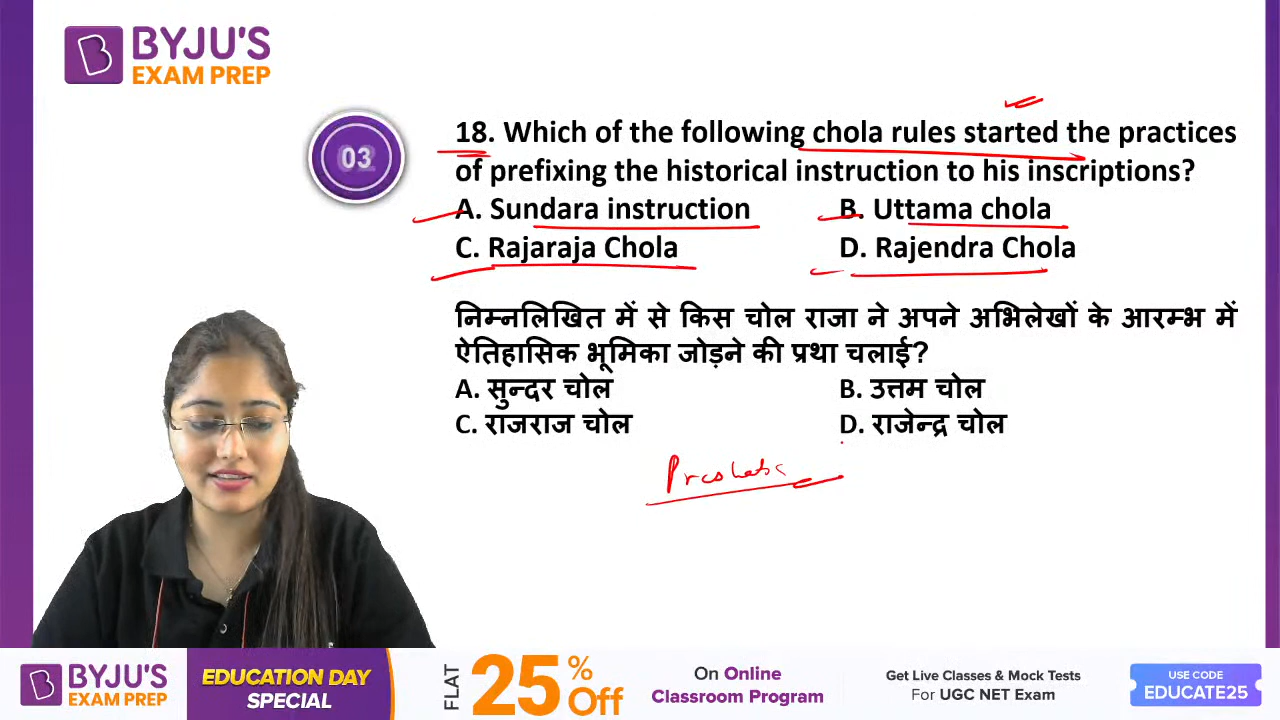 BYJU'S
EXAM PREP
03
18. Which of the following chola rules started the practices
of prefixing the historical instruction to his inscriptions?
A. Sundara instruction B. Uttama chola
C. Rajaraja Chola D. Rajendra Chola
निम्नलिखित में से किस चोल राजा ने अपने अभिलेखों के आरम्भ में
ऐतिहासिक भूमिका जोड़ने की प्रथा चलाई?
A. सुन्दर चोल B. उत्तम चोल
C. राजराज चोल D. राजेन्द्र चोल
BYJU'S
EXAM PREP
EDUCATION DAY
SPECIAL
FLAT
25% Off
On Online
Classroom Program
Get Live Classes & Mock Tests
For UGC NET Exam
USE CODE
EDUCATE25